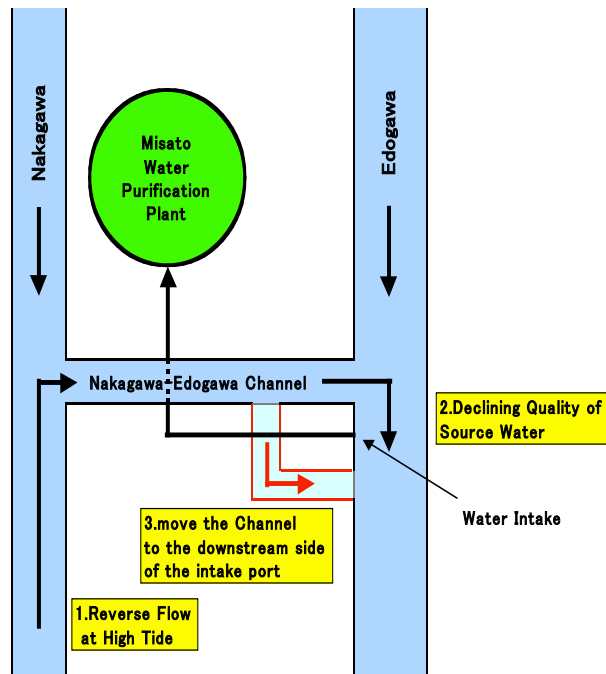 Nakagawa
Edogawa
Misato
Water
Purification
Plant
Nakagawa-Edogawa Channel
2.Declining Quality of
Source Water
Water Intake
3.move the Channel
to the downstream side
of the intake port
1.Reverse Flow
at High Tide